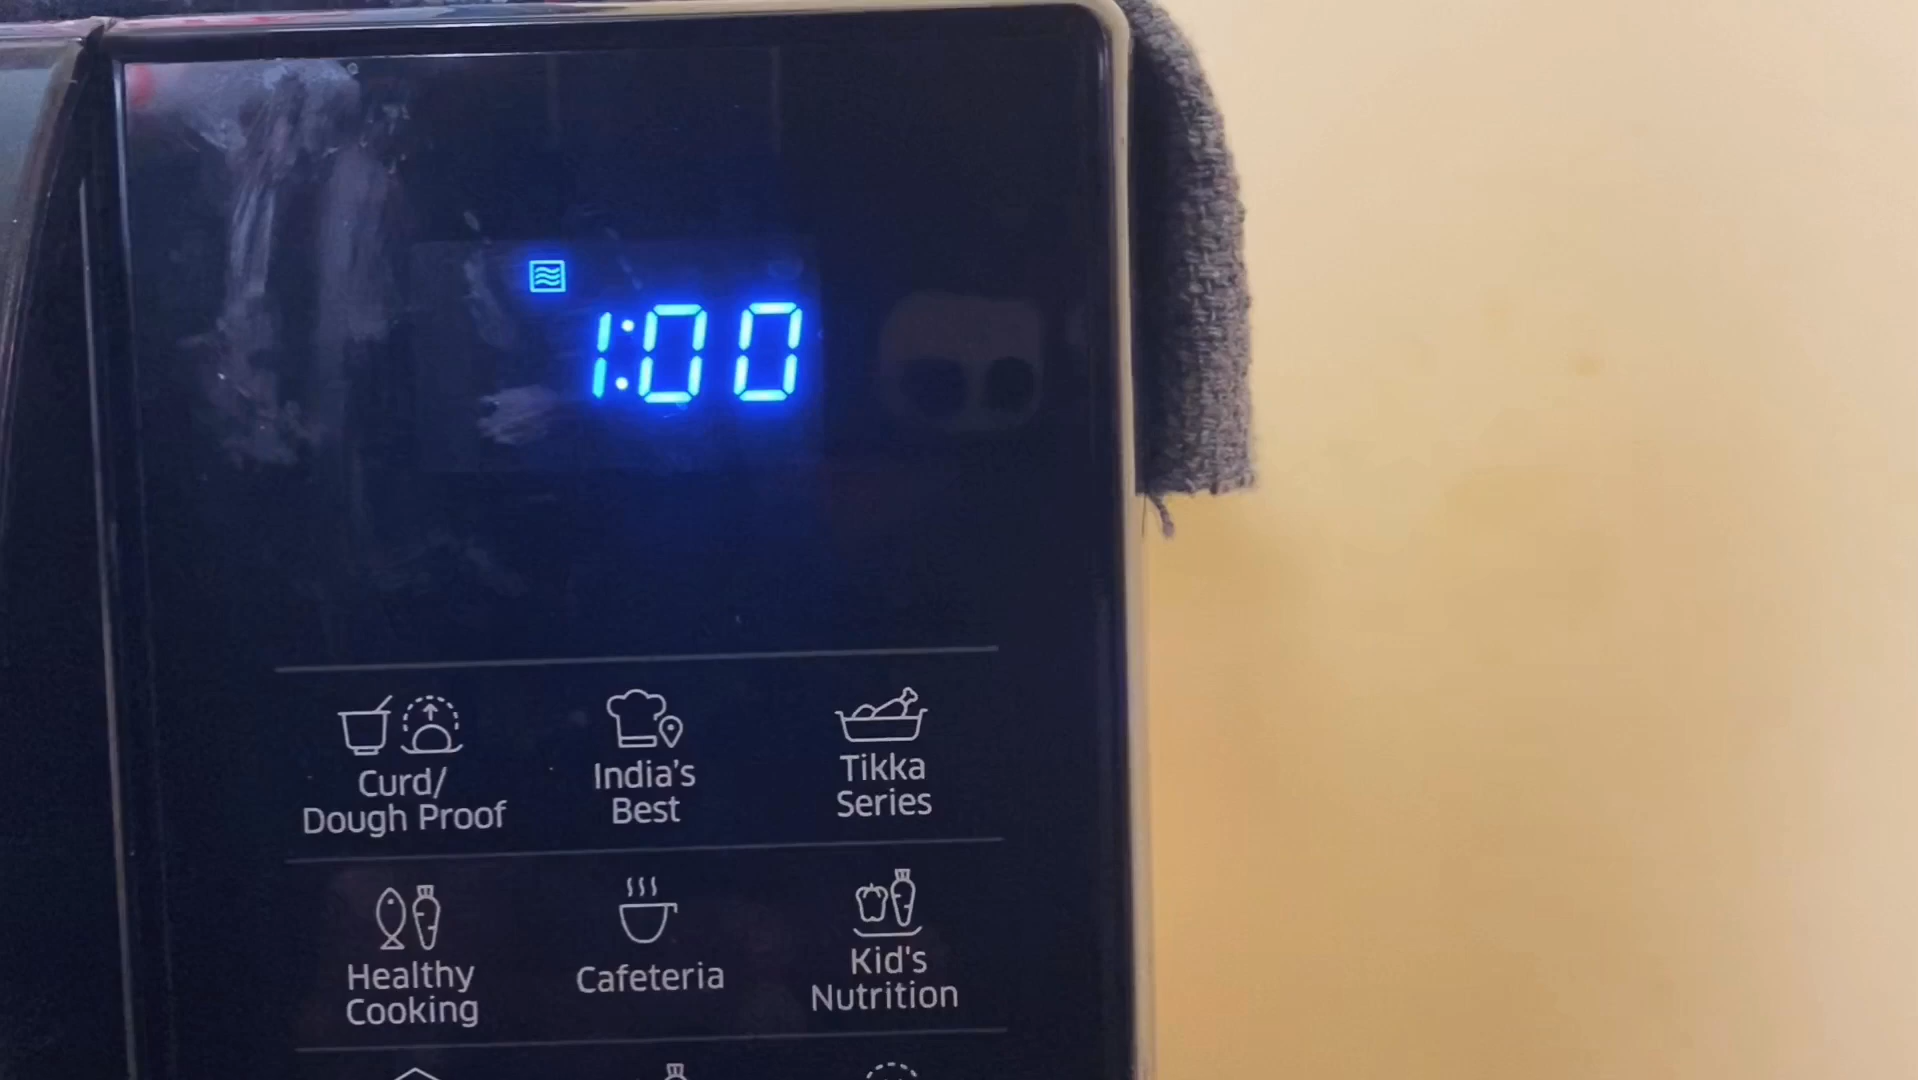 1:00
Curd/
Dough Proof
India's
Best
Tikka
Series
Healthy
Cooking
Cafeteria
Kid's
Nutrition